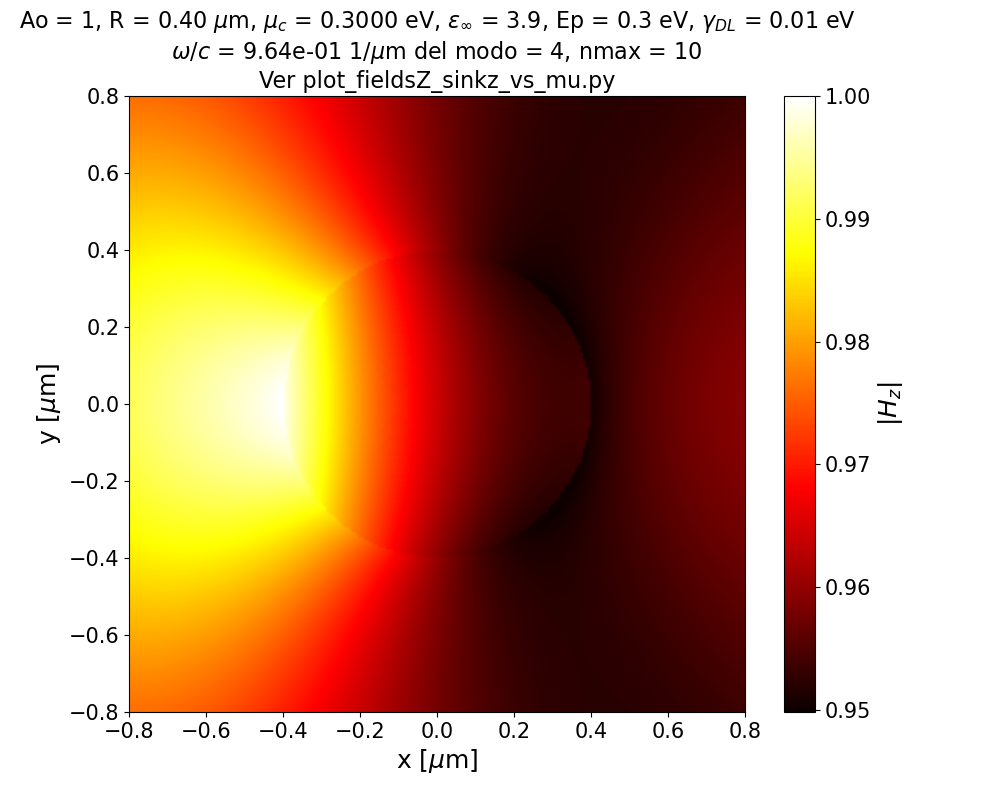 Ao = 1, R = 0.40 μm, μc = 0.3000 eV, ε∞ = 3.9, Ep = 0.3 eV, γDL = 0.01 eV
ω/c = 9.64e-01 1/μm del modo = 4, nmax = 10
Ver plot_fieldsZ_sinkz_vs_mu.py
0.8
0.6
0.4
0.2
0.0
−0.2
−0.4
−0.6
−0.8
y [μm]
−0.8 −0.6 −0.4 −0.2 0.0 0.2 0.4 0.6 0.8
x [μm]
1.00
0.99
0.98
0.97
0.96
0.95
|Hz|